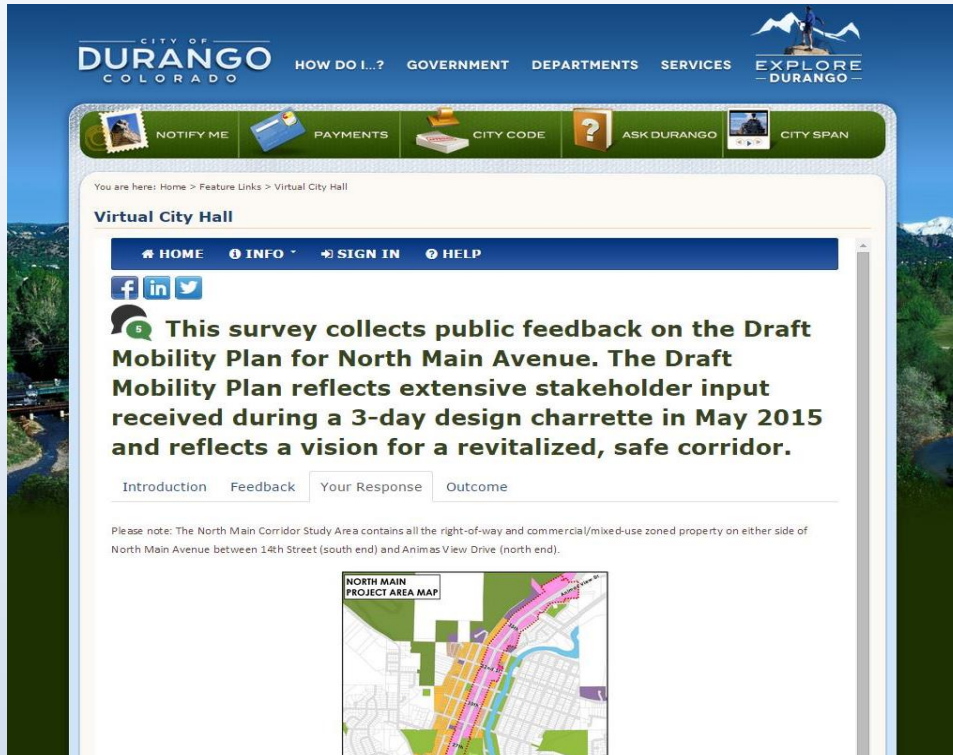 CITY OF
DURANGO
COLORADO
HOW DO I...? GOVERNMENT DEPARTMENTS SERVICES
EXPLORE
DURANGO
NOTIFY ME PAYMENTS CITY CODE ASK DURANGO CITY SPAN
You are here: Home > Feature Links > Virtual City Hall
Virtual City Hall
HOME INFO SIGN IN HELP
5 This survey collects public feedback on the Draft
Mobility Plan for North Main Avenue. The Draft
Mobility Plan reflects extensive stakeholder input
received during a 3-day design charrette in May 2015
and reflects a vision for a revitalized, safe corridor.
Introduction Feedback Your Response Outcome
Please note: The North Main Corridor Study Area contains all the right-of-way and commercial/mixed-use zoned property on either side of
North Main Avenue between 14th Street (south end) and Animas View Drive (north end).
NORTH MAIN
PROJECT AREA MAP
Animas View Dr.